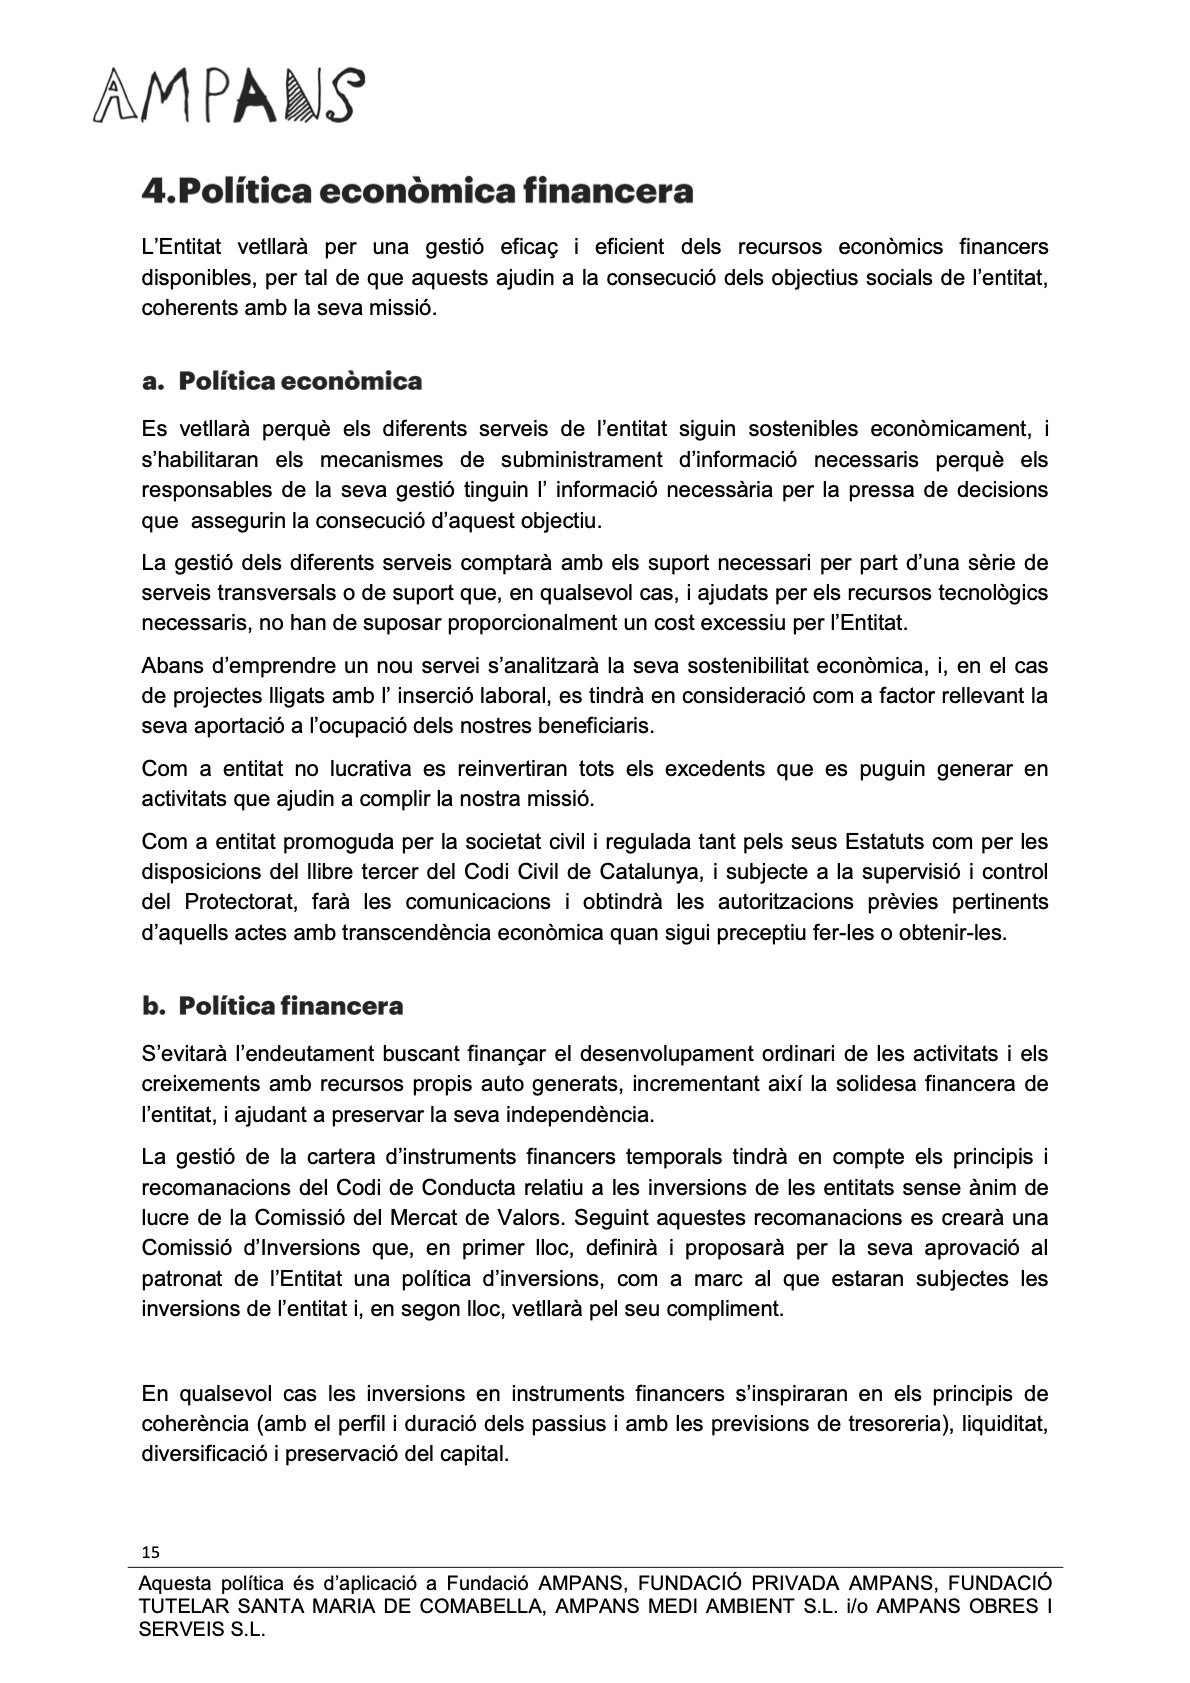 AMPANS
4.Política econòmica financera
L’Entitat vetllarà per una gestió eficaç i eficient dels recursos econòmics financers
disponibles, per tal de que aquests ajudin a la consecució dels objectius socials de l’entitat,
coherents amb la seva missió.
a. Política econòmica
Es vetllarà perquè els diferents serveis de l’entitat siguin sostenibles econòmicament, i
s’habilitaran els mecanismes de subministrament d’informació necessaris perquè els
responsables de la seva gestió tinguin l’ informació necessària per la pressa de decisions
que  assegurin la consecució d’aquest objectiu.
La gestió dels diferents serveis comptarà amb els suport necessari per part d’una sèrie de
serveis transversals o de suport que, en qualsevol cas, i ajudats per els recursos tecnològics
necessaris, no han de suposar proporcionalment un cost excessiu per l’Entitat.
Abans d’emprendre un nou servei s’analitzarà la seva sostenibilitat econòmica, i, en el cas
de projectes lligats amb l’ inserció laboral, es tindrà en consideració com a factor rellevant la
seva aportació a l’ocupació dels nostres beneficiaris.
Com a entitat no lucrativa es reinvertiran tots els excedents que es puguin generar en
activitats que ajudin a complir la nostra missió.
Com a entitat promoguda per la societat civil i regulada tant pels seus Estatuts com per les
disposicions del llibre tercer del Codi Civil de Catalunya, i subjecte a la supervisió i control
del Protectorat, farà les comunicacions i obtindrà les autoritzacions prèvies pertinents
d’aquells actes amb transcendència econòmica quan sigui preceptiu fer-les o obtenir-les.
b. Política financera
S’evitarà l’endeutament buscant finançar el desenvolupament ordinari de les activitats i els
creixements amb recursos propis auto generats, incrementant així la solidesa financera de
l’entitat, i ajudant a preservar la seva independència.
La gestió de la cartera d’instruments financers temporals tindrà en compte els principis i
recomanacions del Codi de Conducta relatiu a les inversions de les entitats sense ànim de
lucre de la Comissió del Mercat de Valors. Seguint aquestes recomanacions es crearà una
Comissió d’Inversions que, en primer lloc, definirà i proposarà per la seva aprovació al
patronat de l’Entitat una política d’inversions, com a marc al que estaran subjectes les
inversions de l’entitat i, en segon lloc, vetllarà pel seu compliment.
En qualsevol cas les inversions en instruments financers s’inspiraran en els principis de
coherència (amb el perfil i duració dels passius i amb les previsions de tresoreria), liquiditat,
diversificació i preservació del capital.
15
Aquesta política és d’aplicació a Fundació AMPANS, FUNDACIÓ PRIVADA AMPANS, FUNDACIÓ
TUTELAR SANTA MARIA DE COMABELLA, AMPANS MEDI AMBIENT S.L. i/o AMPANS OBRES I
SERVEIS S.L.